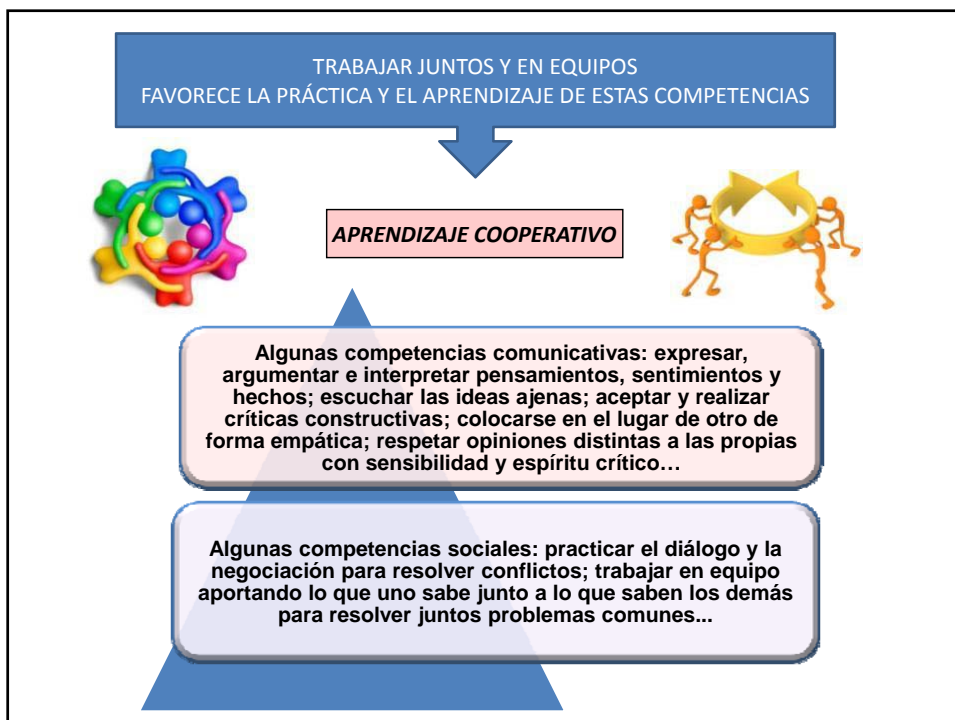 TRABAJAR JUNTOS Y EN EQUIPOS
FAVORECE LA PRÁCTICA Y EL APRENDIZAJE DE ESTAS COMPETENCIAS
APRENDIZAJE COOPERATIVO
Algunas competencias comunicativas: expresar,
argumentar e interpretar pensamientos, sentimientos y
hechos; escuchar las ideas ajenas; aceptar y realizar
críticas constructivas; colocarse en el lugar de otro de
forma empática; respetar opiniones distintas a las propias
con sensibilidad y espíritu crítico…
Algunas competencias sociales: practicar el diálogo y la
negociación para resolver conflictos; trabajar en equipo
aportando lo que uno sabe junto a lo que saben los demás
para resolver juntos problemas comunes...